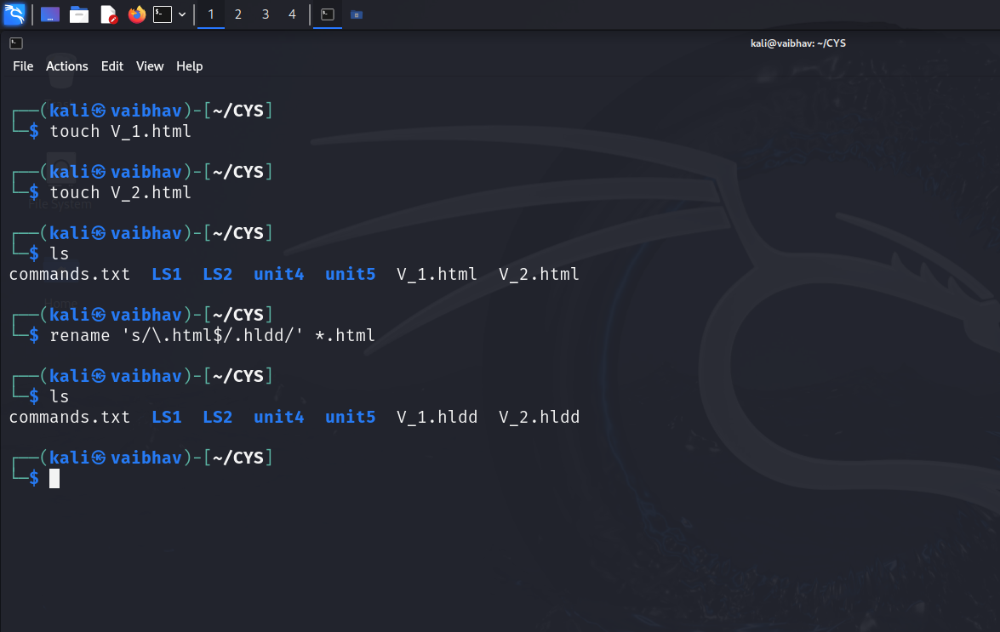 1 2 3 4
kali@vaibhav: ~/CYS
File Actions Edit View Help
┌──(kali㉿vaibhav)-[~/CYS]
└─$ touch V_1.html
┌──(kali㉿vaibhav)-[~/CYS]
└─$ touch V_2.html
File System
┌──(kali㉿vaibhav)-[~/CYS]
└─$ ls
commands.txt LS1 LS2 unit4 unit5 V_1.html V_2.html
Home
┌──(kali㉿vaibhav)-[~/CYS]
└─$ rename 's/\.html$/.hldd/' *.html
┌──(kali㉿vaibhav)-[~/CYS]
└─$ ls
commands.txt LS1 LS2 unit4 unit5 V_1.hldd V_2.hldd
┌──(kali㉿vaibhav)-[~/CYS]
└─$